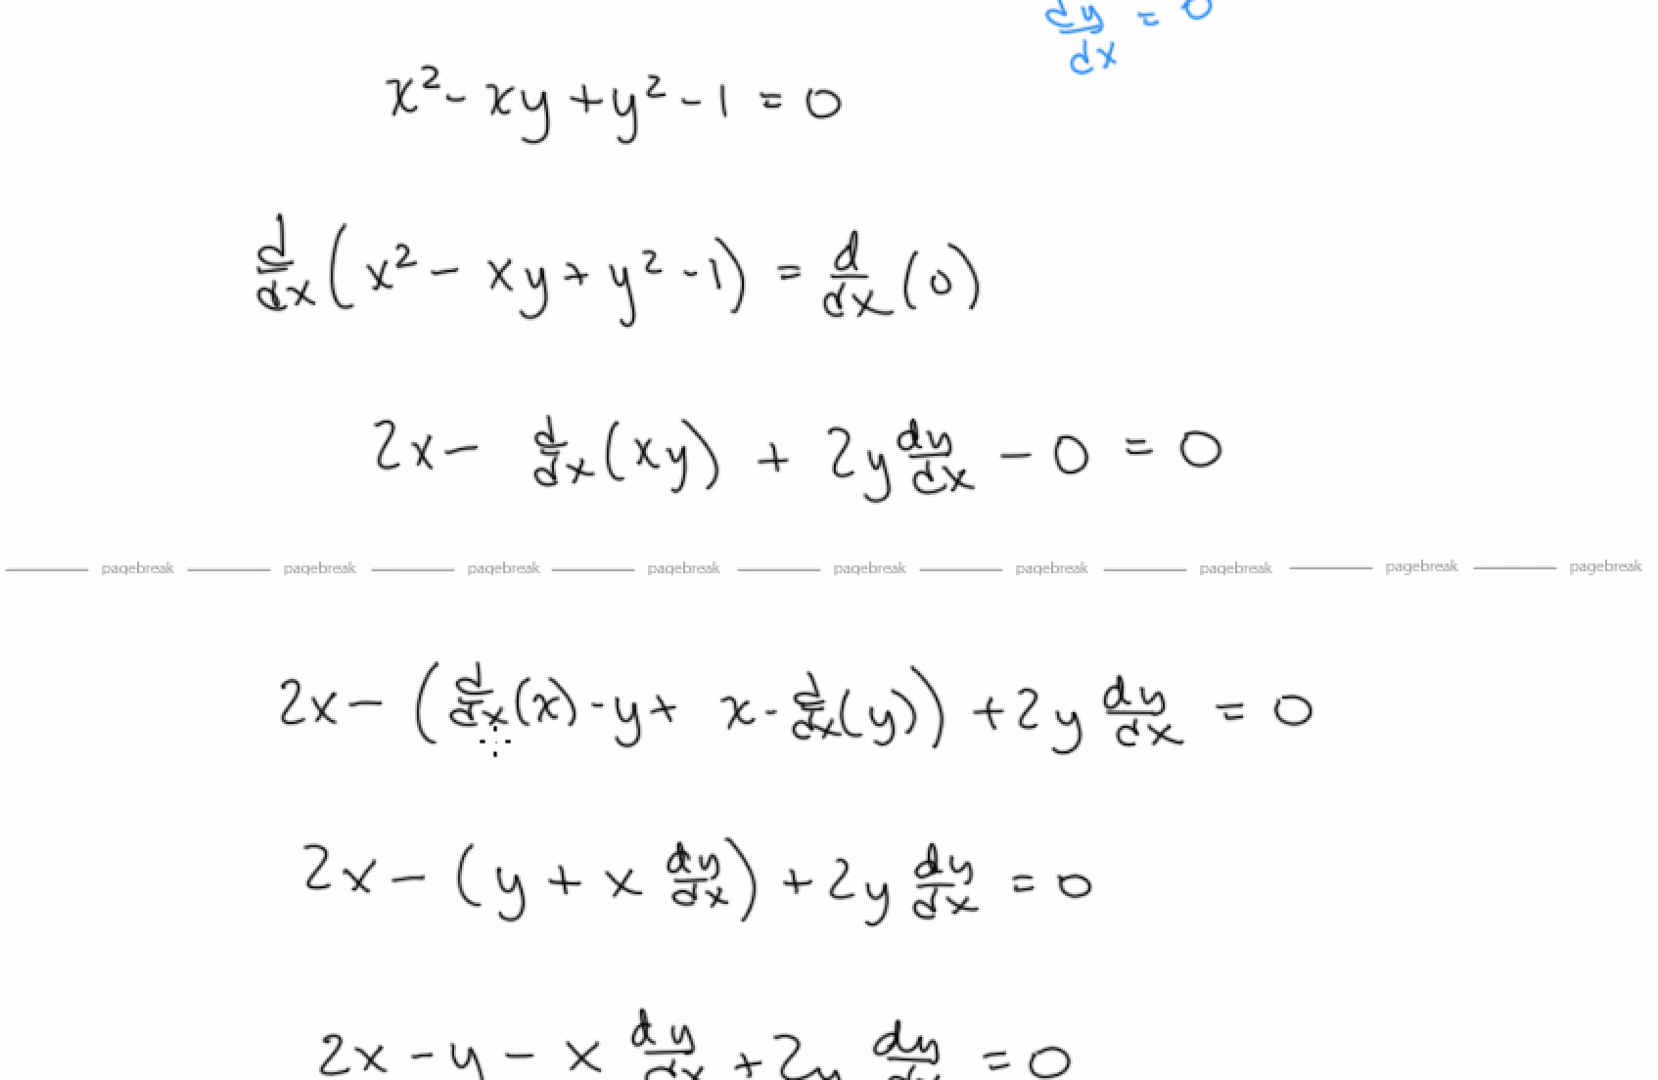 dy/dx = 0
x² - xy + y² - 1 = 0
d/dx (x² - xy + y² - 1) = d/dx (0)
2x - d/dx (xy) + 2y dy/dx - 0 = 0
pagebreak pagebreak pagebreak pagebreak pagebreak pagebreak pagebreak pagebreak pagebreak
2x - (d/dx (x) - y + x - d/dx (y)) + 2y dy/dx = 0
2x - (y + x dy/dx) + 2y dy/dx = 0
2x - y - x dy/dx + 2y dy/dx = 0